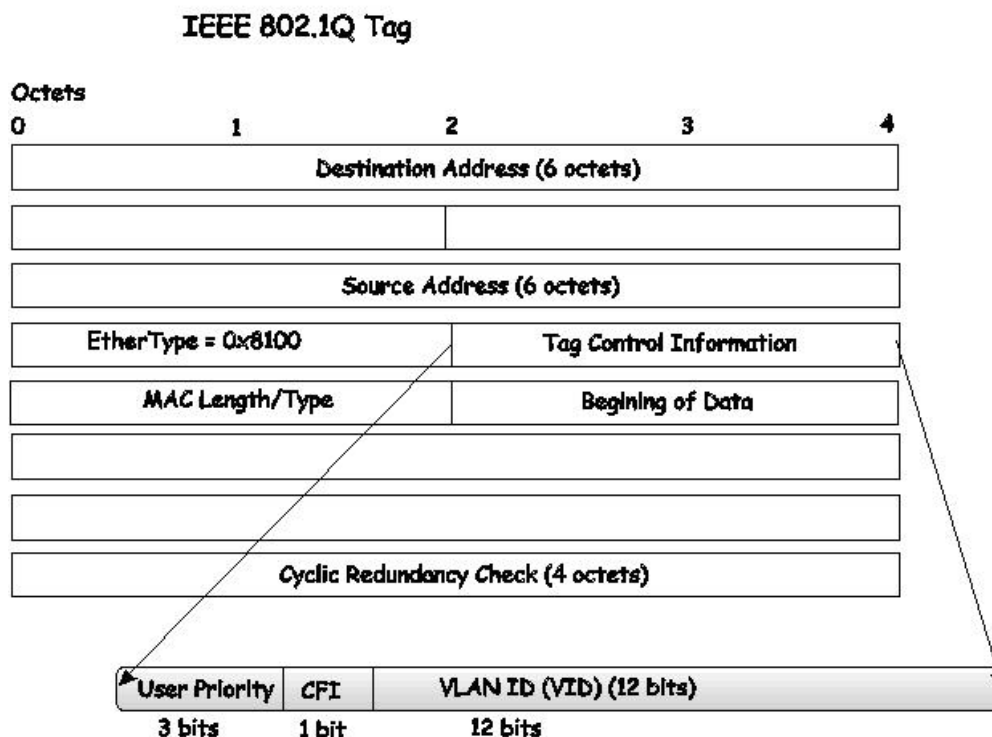 IEEE 802.1Q Tag
Octets
0 1 2 3 4
Destination Address (6 octets)
Source Address (6 octets)
EtherType = 0x8100 Tag Control Information
MAC Length/Type Begining of Data
Cyclic Redundancy Check (4 octets)
User Priority CFI VLAN ID (VID) (12 bits)
3 bits 1 bit 12 bits